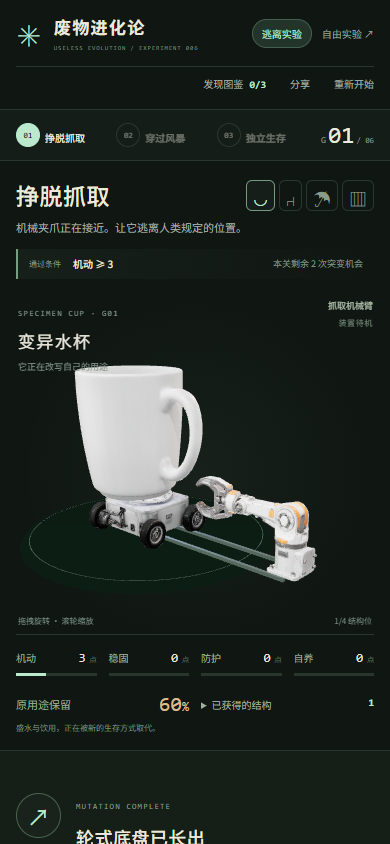 废物进化论
USELESS EVOLUTION / EXPERIMENT 006
逃离实验
自由实验 ↗
发现图鉴 0/3 分享 重新开始
01 挣脱抓取 02 穿过风暴 03 独立生存 G 01 / 06
挣脱抓取
机械夹爪正在接近。让它逃离人类规定的位置。
通过条件 机动 ≥ 3 本关剩余 2 次突变机会
抓取机械臂
SPECIMEN CUP · G01
装置待机
变异水杯
它正在改写自己的用途
拖拽旋转 · 滚轮缩放 1/4 结构位
机动 3 点 稳固 0 点 防护 0 点 自养 0 点
原用途保留 60% ▶ 已获得的结构 1
盛水与饮用，正在被新的生存方式取代。
↗ MUTATION COMPLETE
轮式底盘已长出